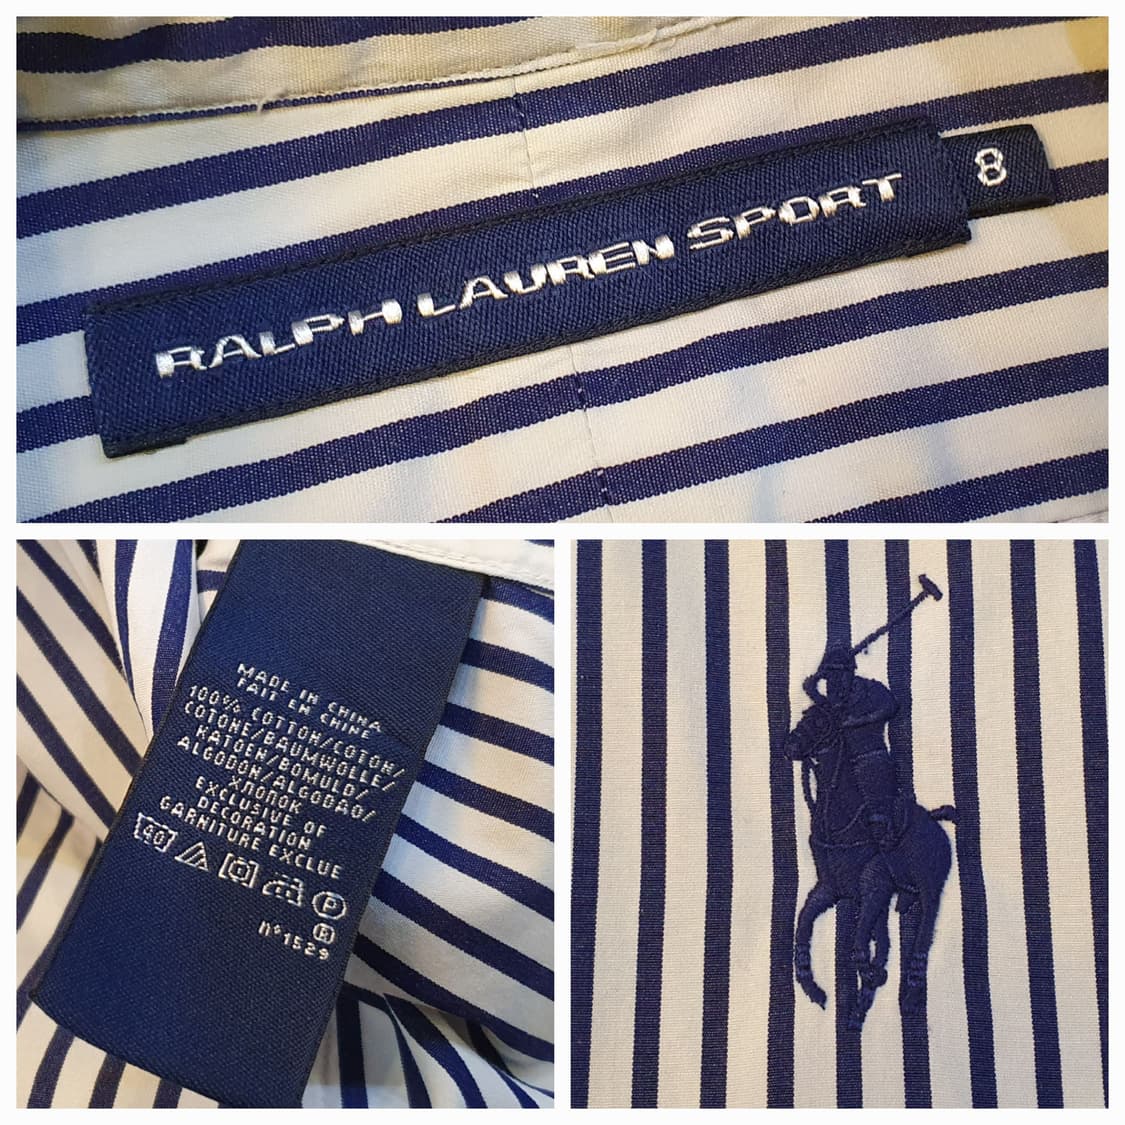 RALPH LAUREN SPORT
8
MADE IN CHINA
FAIT EN CHINE
100% COTTON/COTON/
COTONE/BAUMWOLLE/
KATOEN/BOMULD/
ALGODON/ALGODAO/
ХЛОПОК
EXCLUSIVE OF
DECORATION
GARNITURE EXCLUE
40
P
R
n°1529